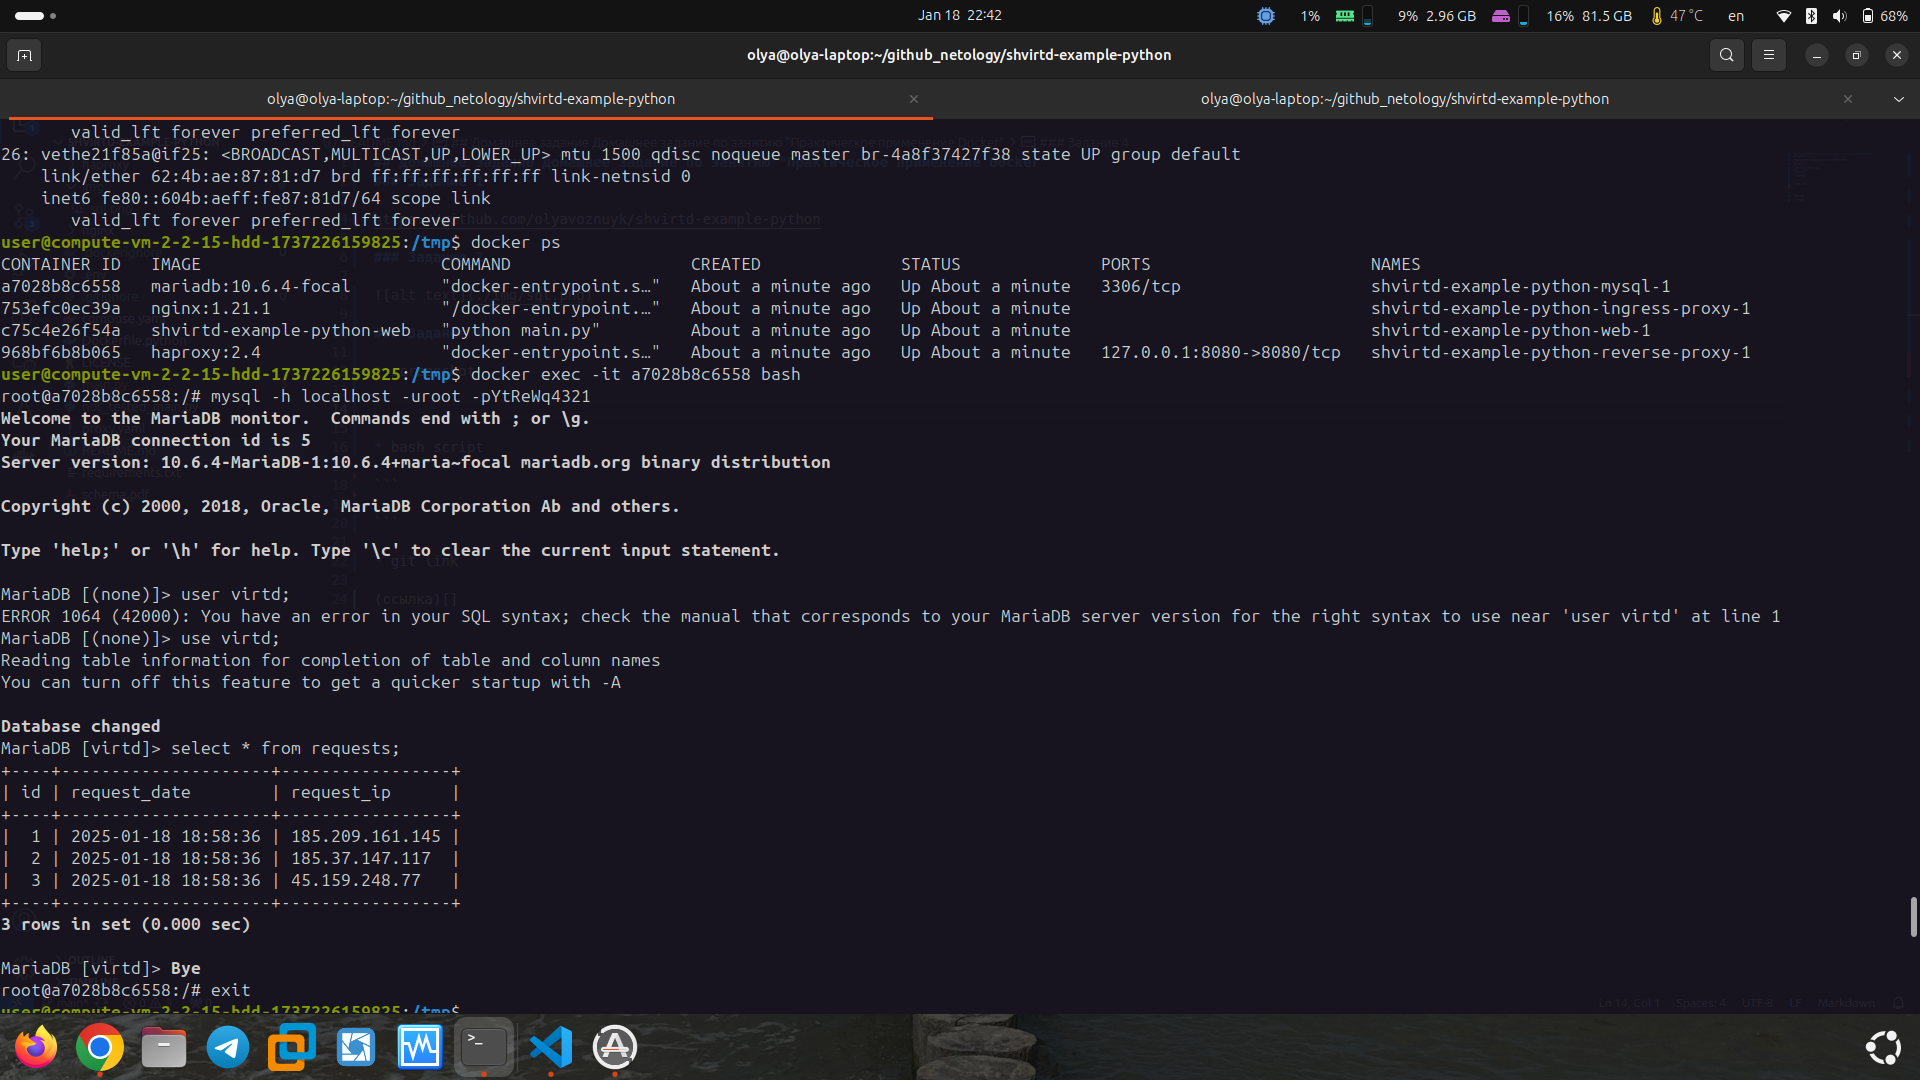 Jan 18  22:42
1%
9%  2.96 GB
16%  81.5 GB
47°C
en
68%
olya@olya-laptop:~/github_netology/shvirtd-example-python
olya@olya-laptop:~/github_netology/shvirtd-example-python
olya@olya-laptop:~/github_netology/shvirtd-example-python
       valid_lft forever preferred_lft forever
26: vethe21f85a@if25: <BROADCAST,MULTICAST,UP,LOWER_UP> mtu 1500 qdisc noqueue master br-4a8f37427f38 state UP group default
    link/ether 62:4b:ae:87:81:d7 brd ff:ff:ff:ff:ff:ff link-netnsid 0
    inet6 fe80::604b:aeff:fe87:81d7/64 scope link
       valid_lft forever preferred_lft forever
user@compute-vm-2-2-15-hdd-1737226159825:/tmp$ docker ps
CONTAINER ID   IMAGE                        COMMAND                  CREATED              STATUS              PORTS                      NAMES
a7028b8c6558   mariadb:10.6.4-focal         "docker-entrypoint.s…"   About a minute ago   Up About a minute   3306/tcp                   shvirtd-example-python-mysql-1
753efc0ec39a   nginx:1.21.1                 "/docker-entrypoint.…"   About a minute ago   Up About a minute                              shvirtd-example-python-ingress-proxy-1
c75c4e26f54a   shvirtd-example-python-web   "python main.py"         About a minute ago   Up About a minute                              shvirtd-example-python-web-1
968bf6b8b065   haproxy:2.4                  "docker-entrypoint.s…"   About a minute ago   Up About a minute   127.0.0.1:8080->8080/tcp   shvirtd-example-python-reverse-proxy-1
user@compute-vm-2-2-15-hdd-1737226159825:/tmp$ docker exec -it a7028b8c6558 bash
root@a7028b8c6558:/# mysql -h localhost -uroot -pYtReWq4321
Welcome to the MariaDB monitor.  Commands end with ; or \g.
Your MariaDB connection id is 5
Server version: 10.6.4-MariaDB-1:10.6.4+maria~focal mariadb.org binary distribution
Copyright (c) 2000, 2018, Oracle, MariaDB Corporation Ab and others.
Type 'help;' or '\h' for help. Type '\c' to clear the current input statement.
MariaDB [(none)]> user virtd;
ERROR 1064 (42000): You have an error in your SQL syntax; check the manual that corresponds to your MariaDB server version for the right syntax to use near 'user virtd' at line 1
MariaDB [(none)]> use virtd;
Reading table information for completion of table and column names
You can turn off this feature to get a quicker startup with -A
Database changed
MariaDB [virtd]> select * from requests;
+----+---------------------+-----------------+
| id | request_date        | request_ip      |
+----+---------------------+-----------------+
|  1 | 2025-01-18 18:58:36 | 185.209.161.145 |
|  2 | 2025-01-18 18:58:36 | 185.37.147.117  |
|  3 | 2025-01-18 18:58:36 | 45.159.248.77   |
+----+---------------------+-----------------+
3 rows in set (0.000 sec)
MariaDB [virtd]> Bye
root@a7028b8c6558:/# exit
user@compute-vm-2-2-15-hdd-1737226159825:/tmp$
Ln 14, Col 1   Spaces: 4   UTF-8   LF   Markdown